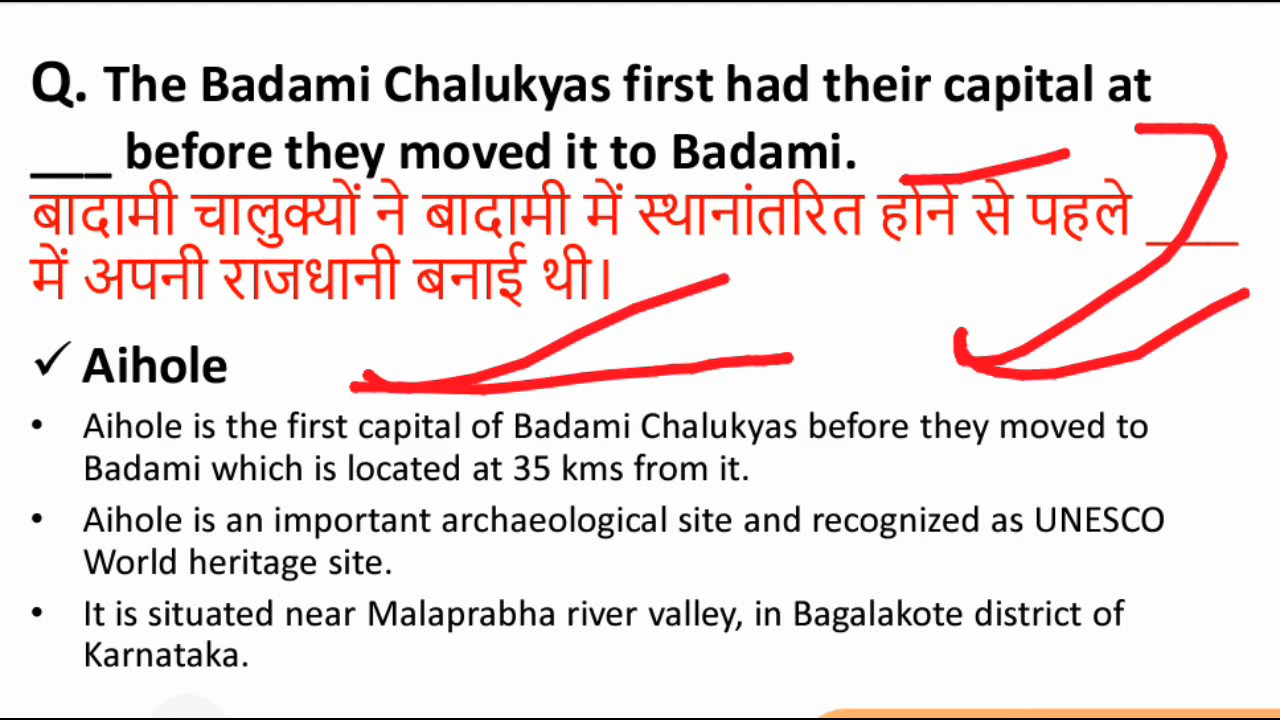 Q. The Badami Chalukyas first had their capital at
___ before they moved it to Badami.
बादामी चालुक्यों ने बादामी में स्थानांतरित होने से पहले ___
में अपनी राजधानी बनाई थी।
✓ Aihole
• Aihole is the first capital of Badami Chalukyas before they moved to
Badami which is located at 35 kms from it.
• Aihole is an important archaeological site and recognized as UNESCO
World heritage site.
• It is situated near Malaprabha river valley, in Bagalakote district of
Karnataka.